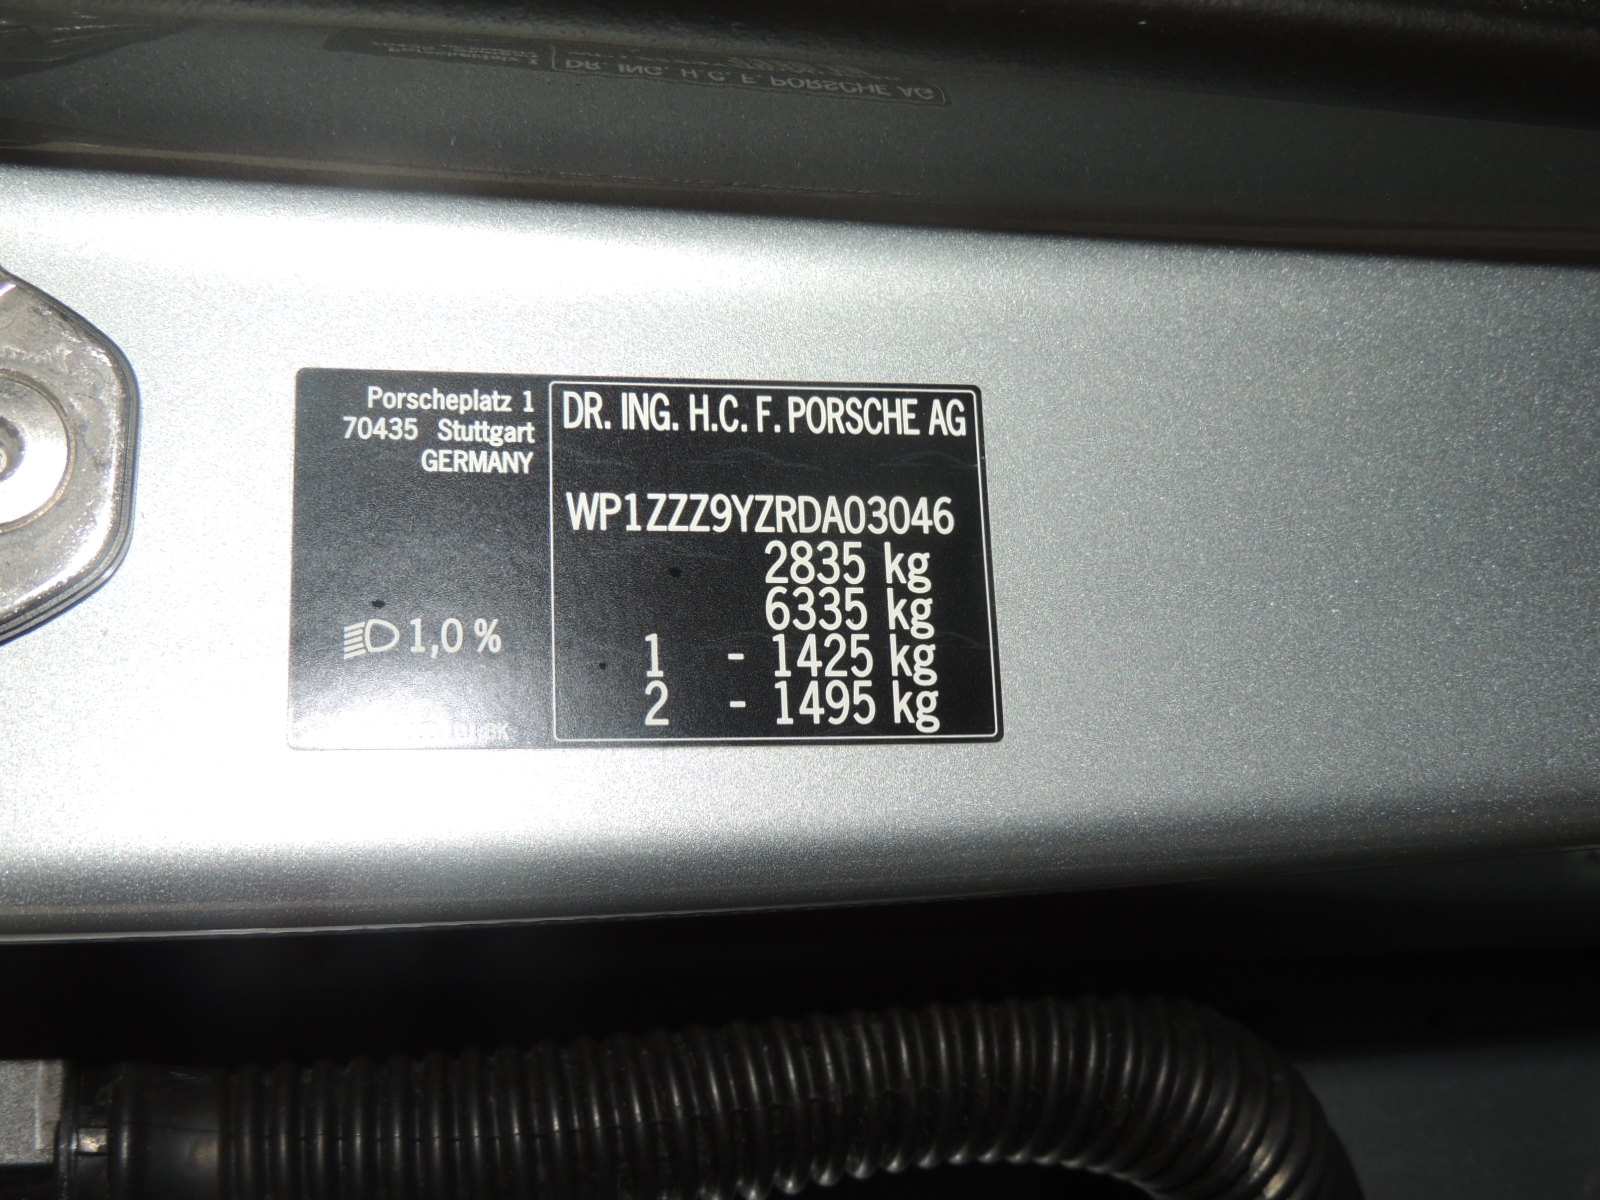 Porscheplatz 1
70435 Stuttgart
GERMANY
1,0 %
DR. ING. H.C. F. PORSCHE AG
WP1ZZZ9YZRDA03046
2835 kg
6335 kg
1 - 1425 kg
2 - 1495 kg